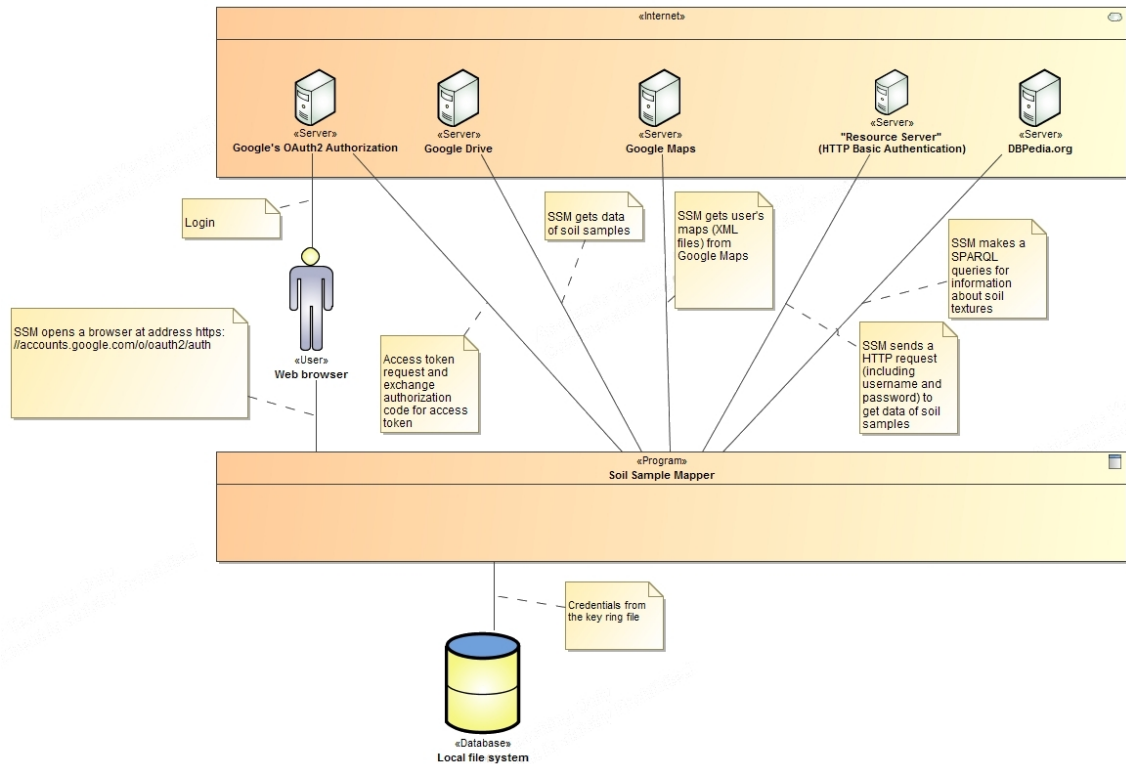 «Internet»
«Server»
Google's OAuth2 Authorization
«Server»
Google Drive
«Server»
Google Maps
«Server»
"Resource Server"
(HTTP Basic Authentication)
«Server»
DBPedia.org
Login
SSM gets data
of soil samples
SSM gets user's
maps (XML
files) from
Google Maps
SSM makes a
SPARQL
queries for
information
about soil
textures
SSM opens a browser at address https:
//accounts.google.com/o/oauth2/auth
«User»
Web browser
Access token
request and
exchange
authorization
code for access
token
SSM sends a
HTTP request
(including
username and
password) to
get data of soil
samples
«Program»
Soil Sample Mapper
Credentials from
the key ring file
«Database»
Local file system